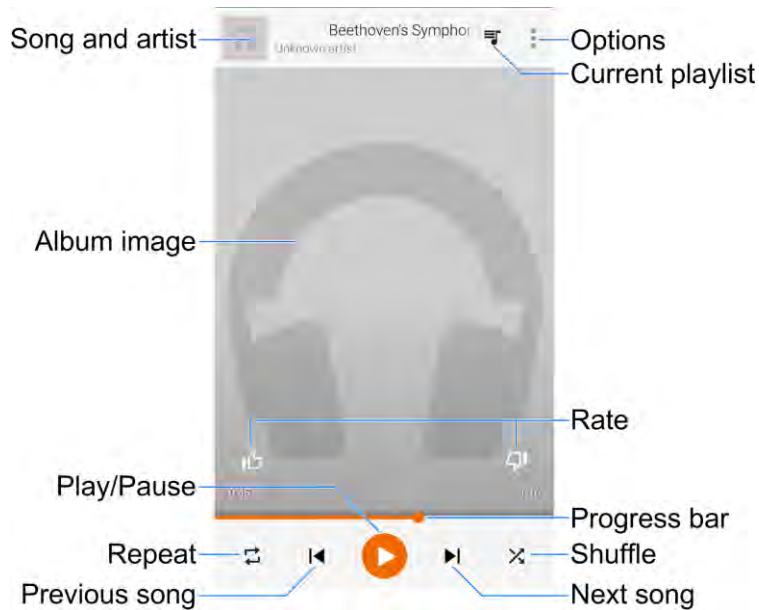 Song and artist
Beethoven's Symphor
Unknown artist
Options
Current playlist
Album image
Rate
Play/Pause
Progress bar
Repeat
Shuffle
Previous song
Next song